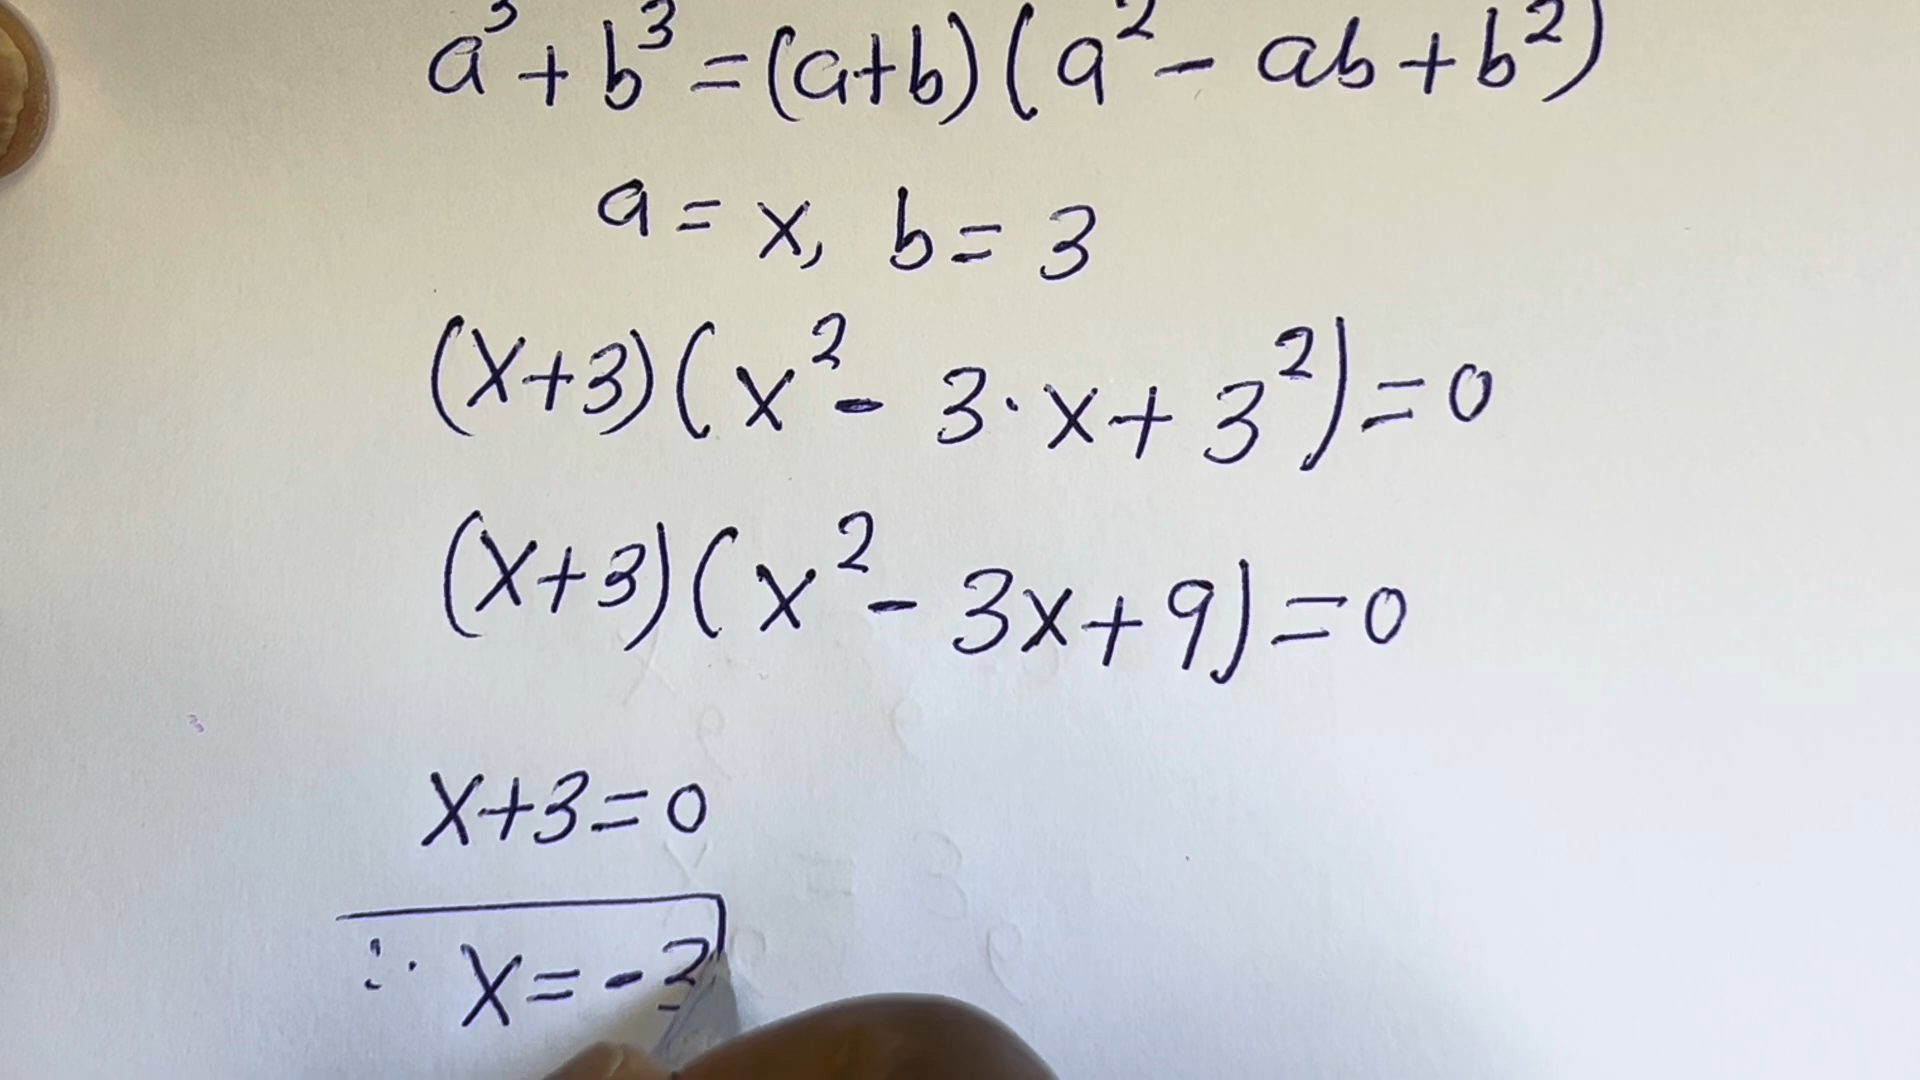 a³ + b³ = (a+b)(a² - ab + b²)
a = x, b = 3
(x+3)(x² - 3·x + 3²) = 0
(x+3)(x² - 3x + 9) = 0
x+3=0
∴ x = -3